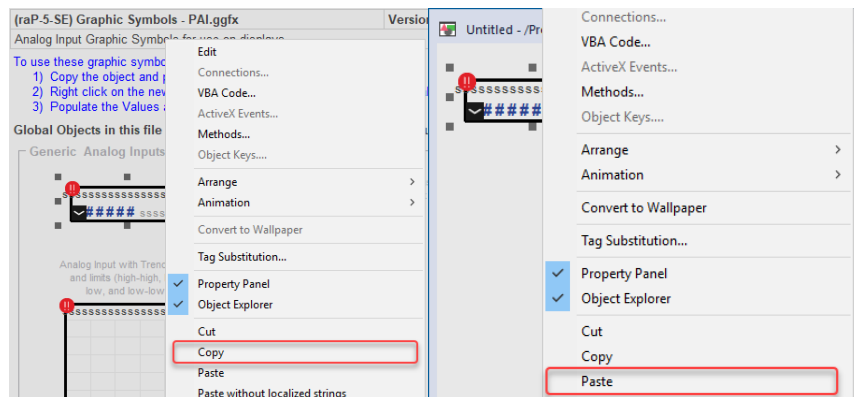 (raP-5-SE) Graphic Symbols - PAI.ggfx
Versio
Analog Input Graphic Symbols for use on displays
To use these graphic symbo
1) Copy the object and p
2) Right click on the new
3) Populate the Values
Global Objects in this file
Generic Analog Inputs
sssssssssssssss
##### ssss
Analog Input with Trend
and limits (high-high,
low, and low-low
sssssssssssssss
Edit
Connections...
VBA Code...
ActiveX Events...
Methods...
Object Keys....
Arrange
Animation
Convert to Wallpaper
Tag Substitution...
Property Panel
Object Explorer
Cut
Copy
Paste
Paste without localized strings
Untitled - /Pr
ssssssssss
#####
Connections...
VBA Code...
ActiveX Events...
Methods...
Object Keys....
Arrange
Animation
Convert to Wallpaper
Tag Substitution...
Property Panel
Object Explorer
Cut
Copy
Paste